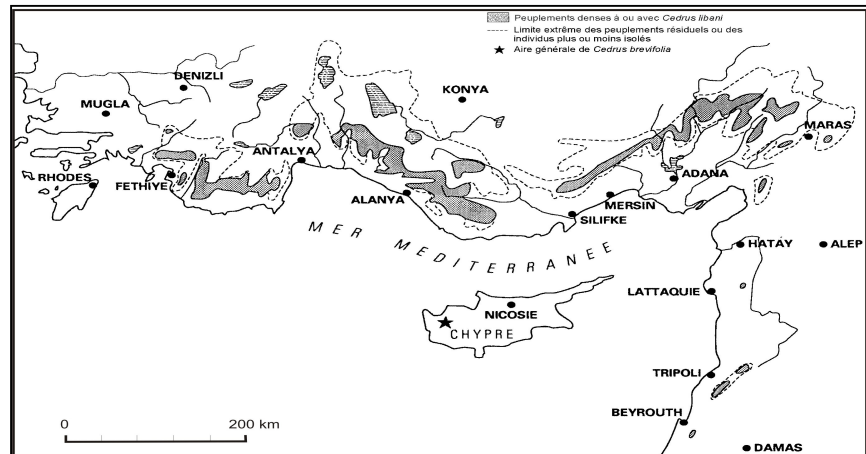 Peuplements denses à ou avec Cedrus libani
Limite extrême des peuplements résiduels ou des
individus plus ou moins isolés
Aire générale de Cedrus brevifolia
DENIZLI
KONYA
MUGLA
MARAS
ANTALYA
RHODES
FETHIYE
ADANA
ALANYA
MERSIN
SILIFKE
MER MEDITERRANEE
HATAY
ALEP
LATTAQUIE
NICOSIE
CHYPRE
TRIPOLI
BEYROUTH
0 200 km
DAMAS